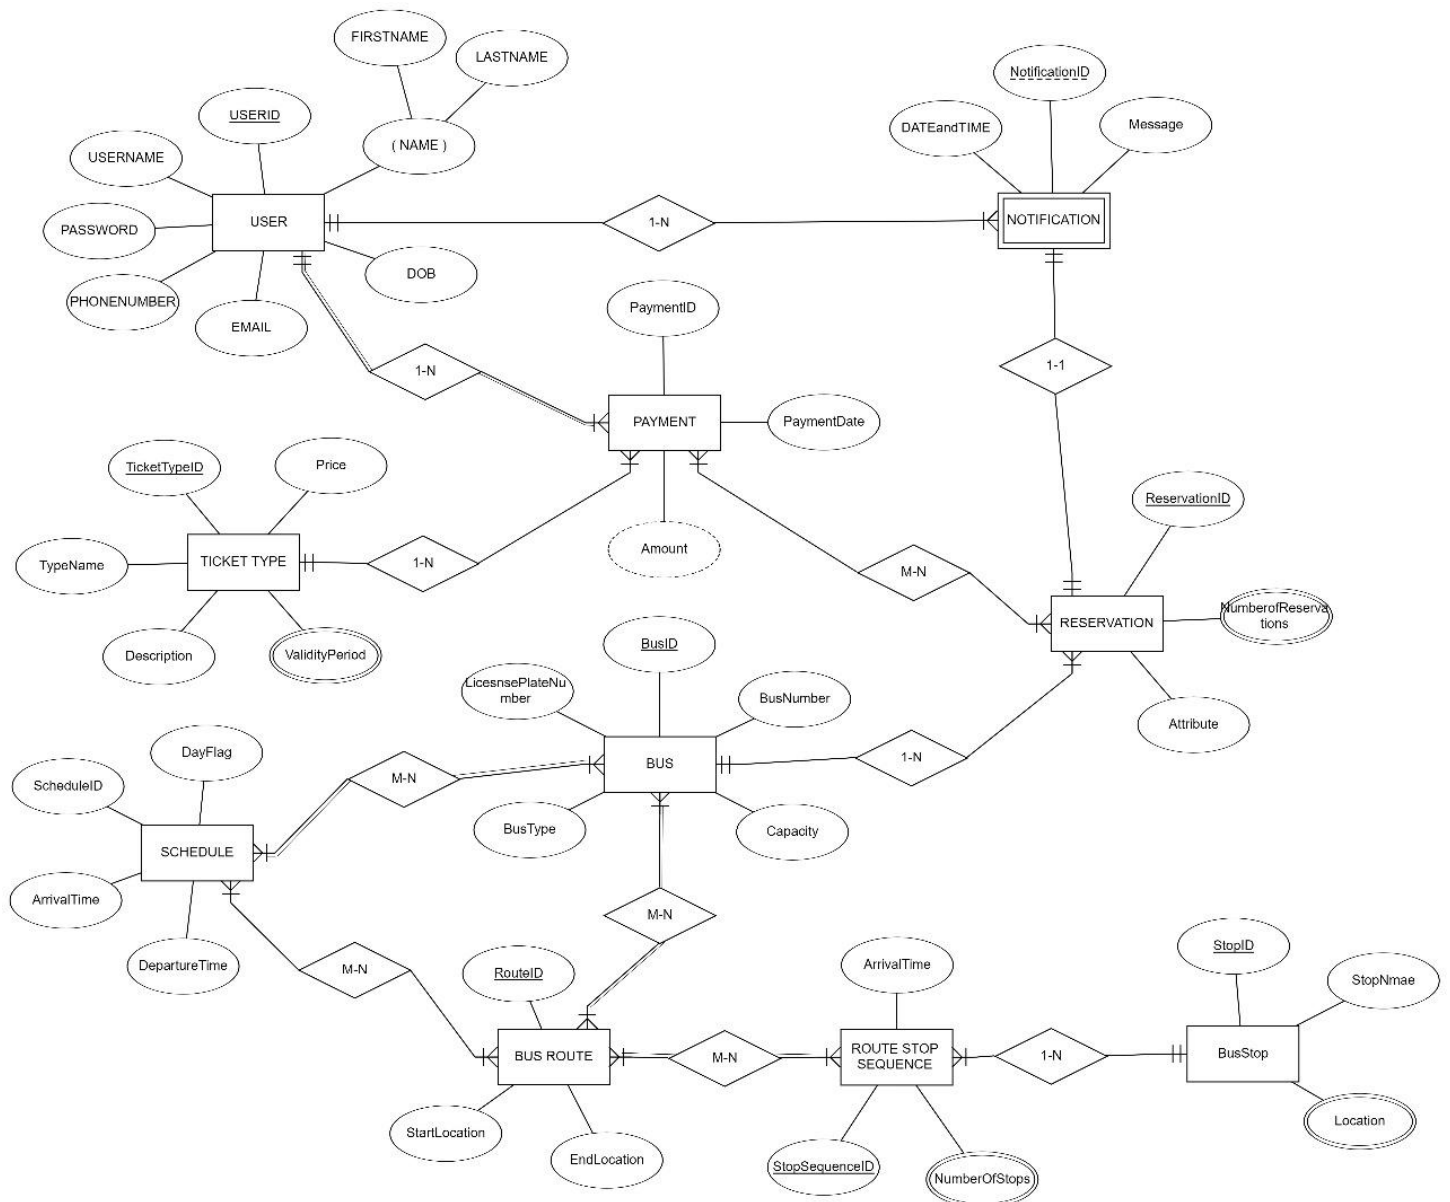 FIRSTNAME
LASTNAME
NotificationID
USERID
DATEandTIME
Message
( NAME )
USERNAME
USER
1-N
NOTIFICATION
PASSWORD
DOB
PHONENUMBER
EMAIL
PaymentID
1-1
1-N
PAYMENT
PaymentDate
TicketTypeID
Price
ReservationID
Amount
TICKET TYPE
TypeName
1-N
M-N
NumberofReserva
tions
RESERVATION
Description
ValidityPeriod
BusID
LicesnsePlateNu
mber
BusNumber
Attribute
DayFlag
BUS
1-N
M-N
ScheduleID
BusType
Capacity
SCHEDULE
ArrivalTime
M-N
DepartureTime
M-N
RouteID
ArrivalTime
StopID
StopNmae
BUS ROUTE
M-N
ROUTE STOP
SEQUENCE
1-N
BusStop
StartLocation
EndLocation
StopSequenceID
NumberOfStops
Location